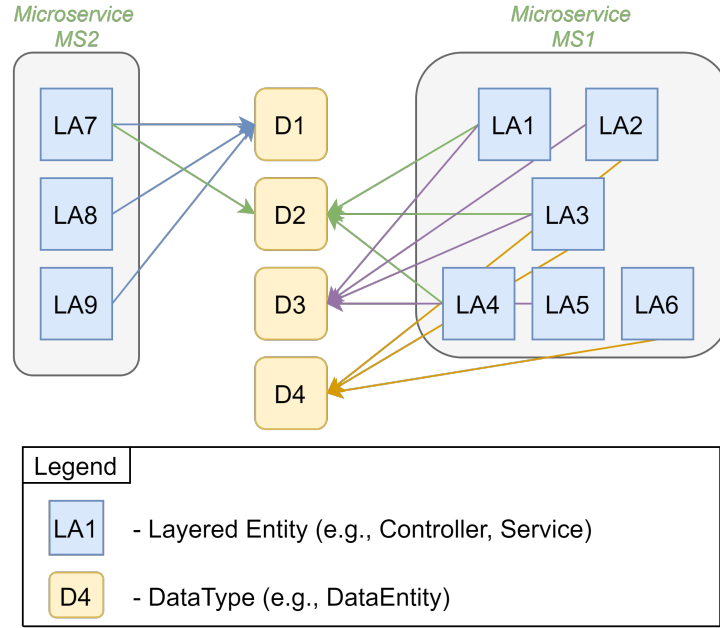 Microservice
MS2
Microservice
MS1
LA7
D1
LA1
LA2
LA8
D2
LA3
LA9
D3
LA4
LA5
LA6
D4
Legend
LA1
- Layered Entity (e.g., Controller, Service)
D4
- DataType (e.g., DataEntity)